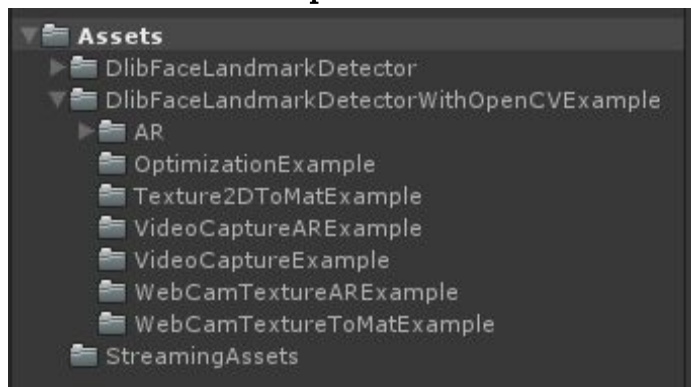 Assets
DlibFaceLandmarkDetector
DlibFaceLandmarkDetectorWithOpenCVExample
AR
OptimizationExample
Texture2DToMatExample
VideoCaptureARExample
VideoCaptureExample
WebCamTextureARExample
WebCamTextureToMatExample
StreamingAssets